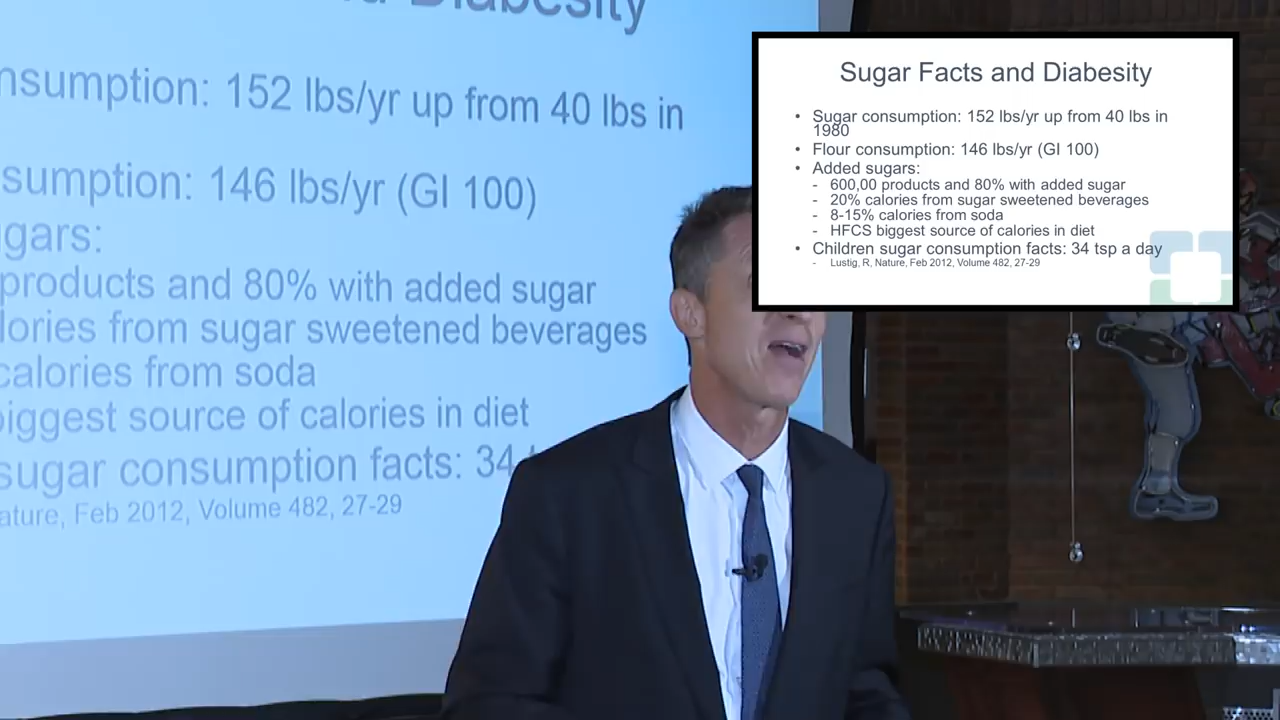 d Diabesity
nsumption: 152 lbs/yr up from 40 lbs in
sumption: 146 lbs/yr (GI 100)
gars:
products and 80% with added sugar
lories from sugar sweetened beverages
calories from soda
biggest source of calories in diet
sugar consumption facts: 34 t
ature, Feb 2012, Volume 482, 27-29
Sugar Facts and Diabesity
• Sugar consumption: 152 lbs/yr up from 40 lbs in
1980
• Flour consumption: 146 lbs/yr (GI 100)
• Added sugars:
- 600,00 products and 80% with added sugar
- 20% calories from sugar sweetened beverages
- 8-15% calories from soda
- HFCS biggest source of calories in diet
• Children sugar consumption facts: 34 tsp a day
- Lustig, R, Nature, Feb 2012, Volume 482, 27-29